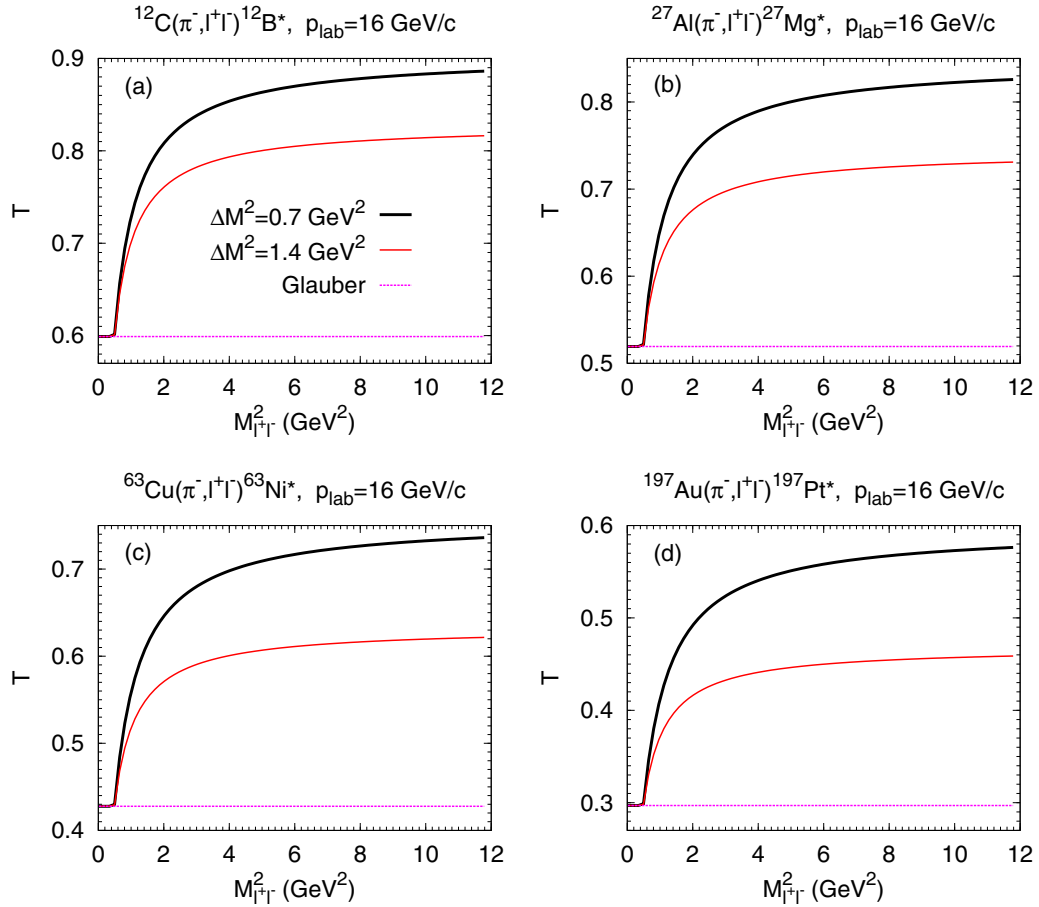 ¹²C(π⁻,l⁺l⁻)¹²B*, p_lab=16 GeV/c
(a)
T
0.9
0.8
0.7
0.6
ΔM²=0.7 GeV²
ΔM²=1.4 GeV²
Glauber
0 2 4 6 8 10 12
M²_l⁺l⁻ (GeV²)
²⁷Al(π⁻,l⁺l⁻)²⁷Mg*, p_lab=16 GeV/c
(b)
T
0.8
0.7
0.6
0.5
0 2 4 6 8 10 12
M²_l⁺l⁻ (GeV²)
⁶³Cu(π⁻,l⁺l⁻)⁶³Ni*, p_lab=16 GeV/c
(c)
T
0.7
0.6
0.5
0.4
0 2 4 6 8 10 12
M²_l⁺l⁻ (GeV²)
¹⁹⁷Au(π⁻,l⁺l⁻)¹⁹⁷Pt*, p_lab=16 GeV/c
(d)
T
0.6
0.5
0.4
0.3
0 2 4 6 8 10 12
M²_l⁺l⁻ (GeV²)